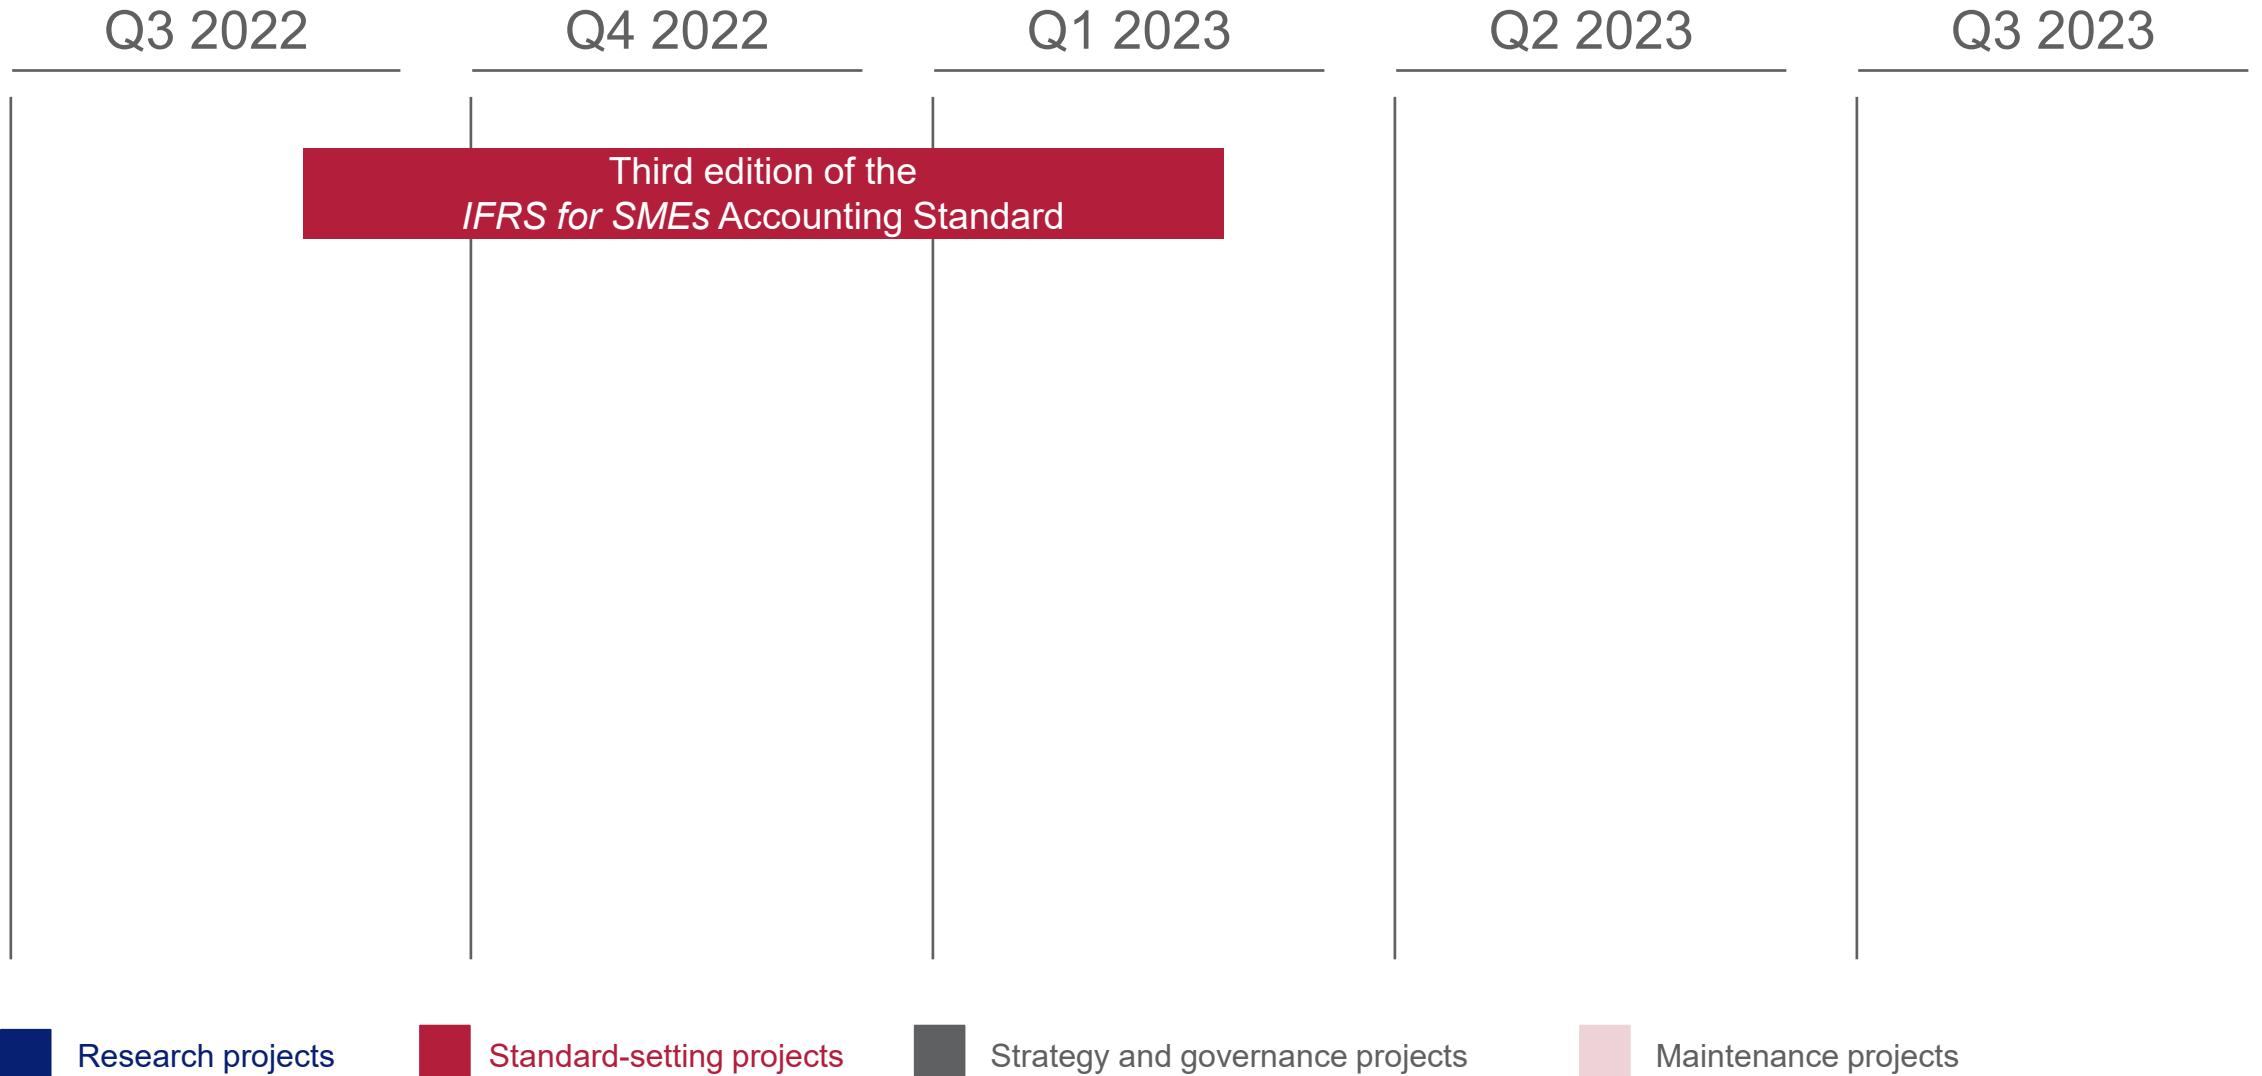 Q3 2022
Q4 2022
Q1 2023
Q2 2023
Q3 2023
Third edition of the
IFRS for SMEs Accounting Standard
Research projects
Standard-setting projects
Strategy and governance projects
Maintenance projects